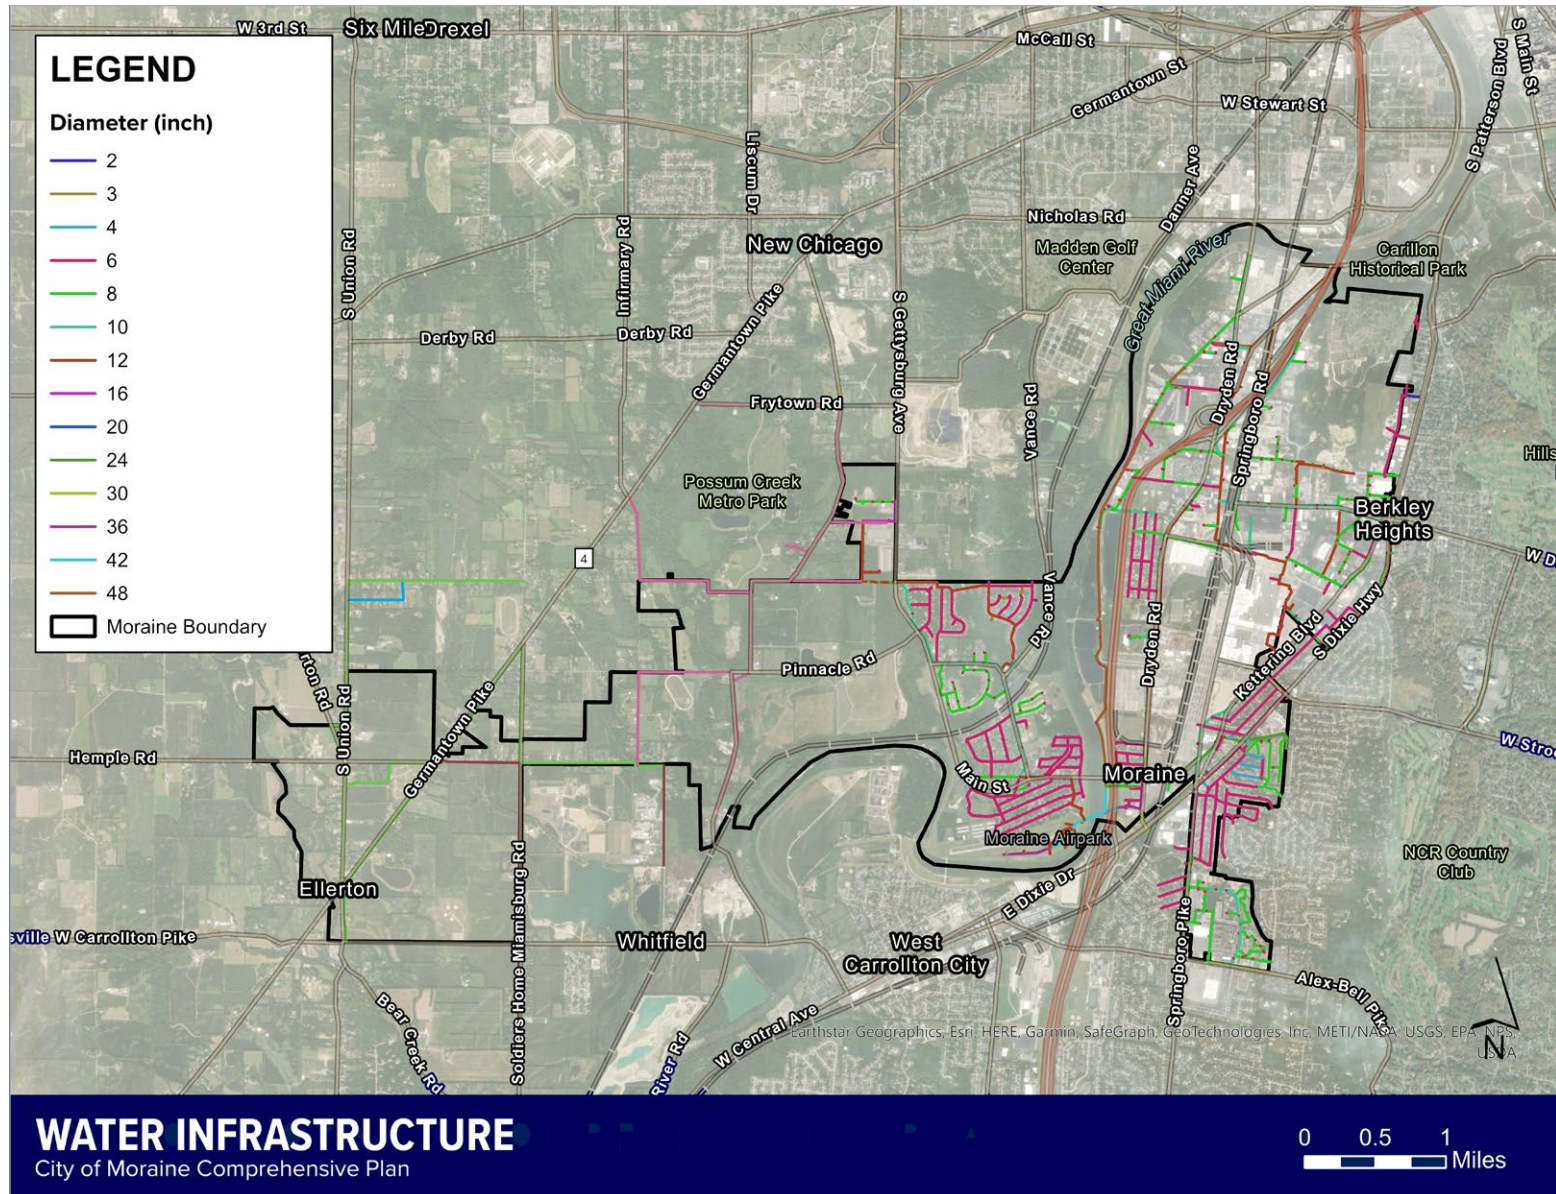 W 3rd St
Six Mile
Drexel
McCall St
S Main St
S Patterson Blvd
Germantown St
W Stewart St
LEGEND
Diameter (inch)
2
3
4
6
8
10
12
16
20
24
30
36
42
48
Moraine Boundary
Liscum Dr
Danner Ave
Nicholas Rd
New Chicago
Madden Golf
Center
Great Miami River
Carillon
Historical Park
S Union Rd
Infirmary Rd
Derby Rd
Derby Rd
Germantown Pike
S Gettysburg Ave
Frytown Rd
Vance Rd
Dryden Rd
Springboro Rd
Hills
Possum Creek
Metro Park
Berkley
Heights
4
W D
Vance Rd
Dryden Rd
Kettering Blvd
S Dixie Hwy
Pinnacle Rd
rton Rd
S Union Rd
Germantown Pike
Hemple Rd
W Stroo
Main St
Moraine
Moraine Airpark
NCR Country
Club
Ellerton
Soldiers Home Miamisburg Rd
E Dixie Dr
Springboro Pike
sville W Carrollton Pike
Whitfield
West
Carrollton City
Alex-Bell Pike
Bear Creek Rd
River Rd
W Central Ave
Earthstar Geographics, Esri, HERE, Garmin, SafeGraph, GeoTechnologies, Inc, METI/NASA, USGS, EPA, NPS,
USDA
N
WATER INFRASTRUCTURE
City of Moraine Comprehensive Plan
0 0.5 1
Miles